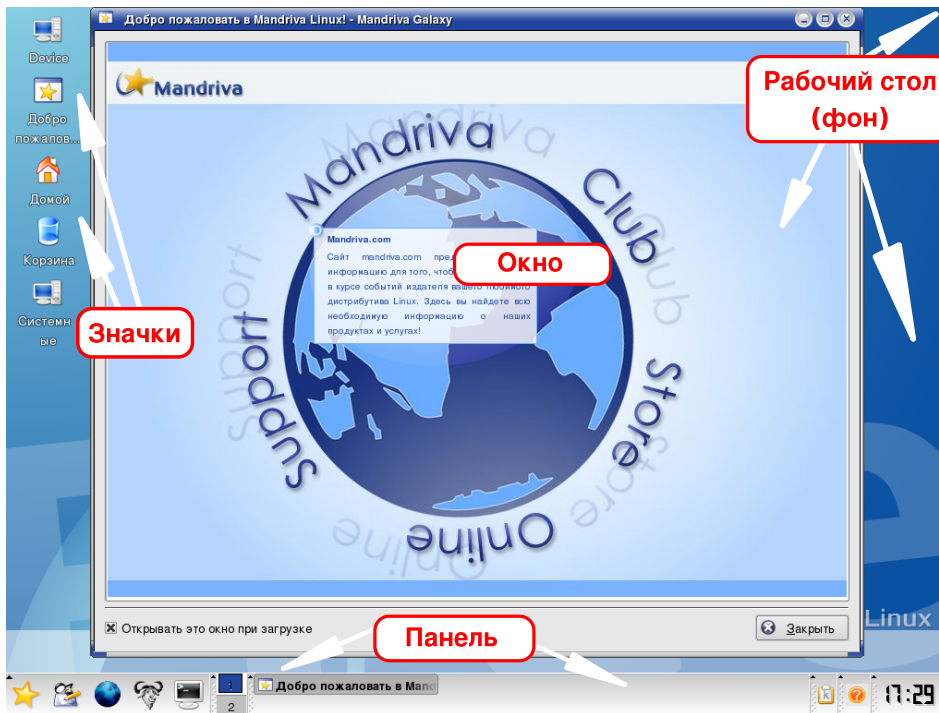 Добро пожаловать в Mandriva Linux! - Mandriva Galaxy
Device
Добро
пожалов...
Домой
Корзина
Системн
ые
Mandriva
Рабочий стол
(фон)
Mandriva
Club
Store
Online
Support
Mandriva.com
Сайт mandriva.com
информацию для того,
в курсе событий издателя вашего любимого
дистрибутива Linux. Здесь вы найдете всю
необходимую информацию о наших
продуктах и услугах!
Окно
Значки
Открывать это окно при загрузке
Панель
Закрыть
Linux
1
2
Добро пожаловать в Mand
17:29